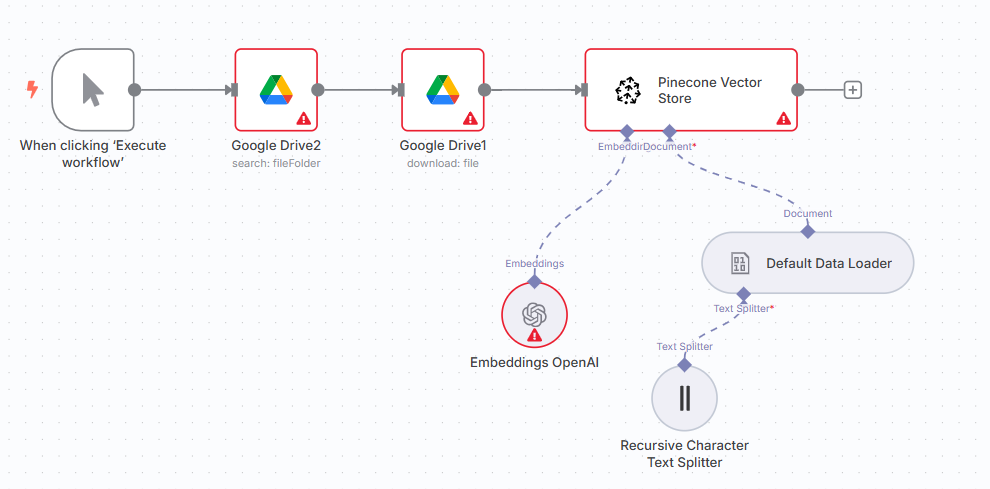 Pinecone Vector
Store
When clicking ‘Execute
workflow’
Google Drive2
search: fileFolder
Google Drive1
download: file
Document*
Document
Embeddings
Default Data Loader
Text Splitter*
Text Splitter
Embeddings OpenAI
Recursive Character
Text Splitter